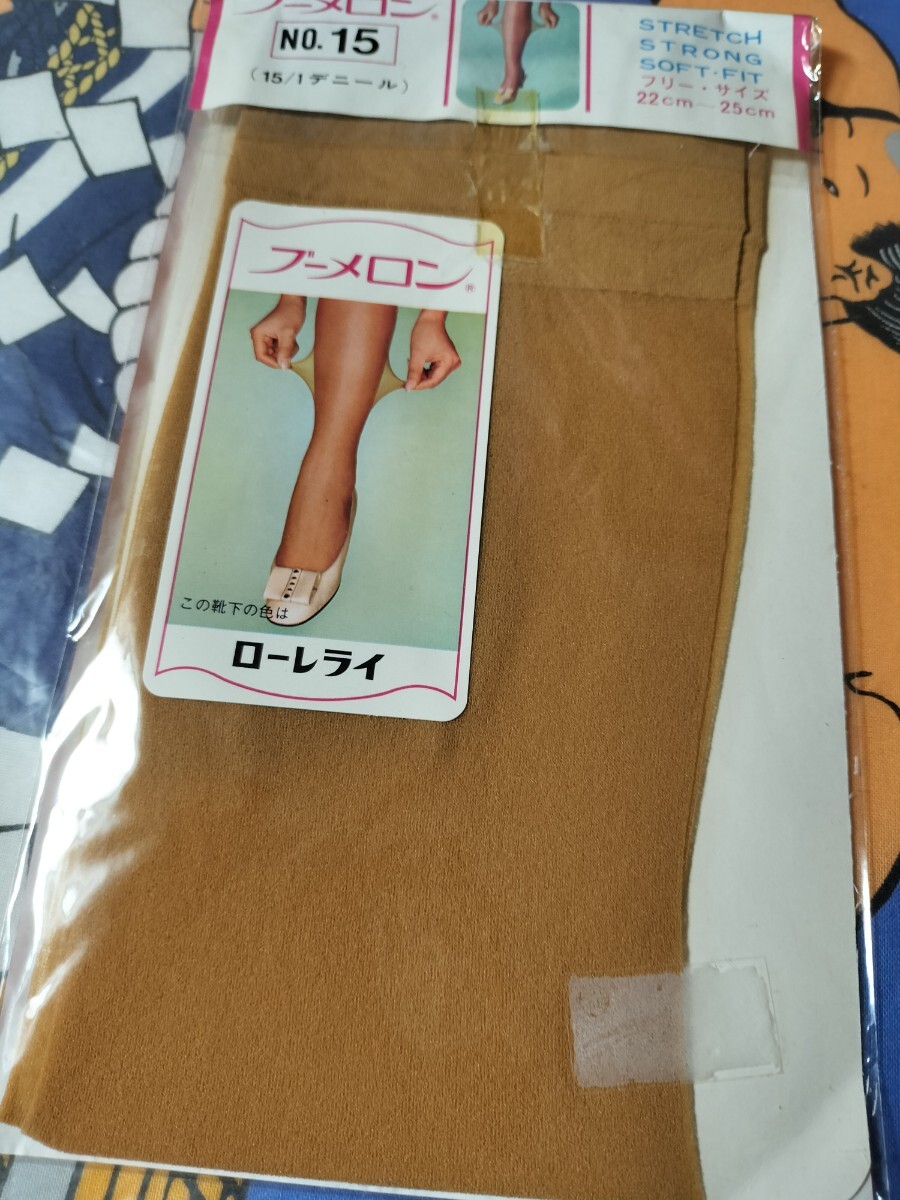 ブーメロン®
NO. 15
(15/1デニール)
STRETCH
STRONG
SOFT・FIT
フリー・サイズ
22cm～25cm
ブーメロン®
この靴下の色は
ローレライ